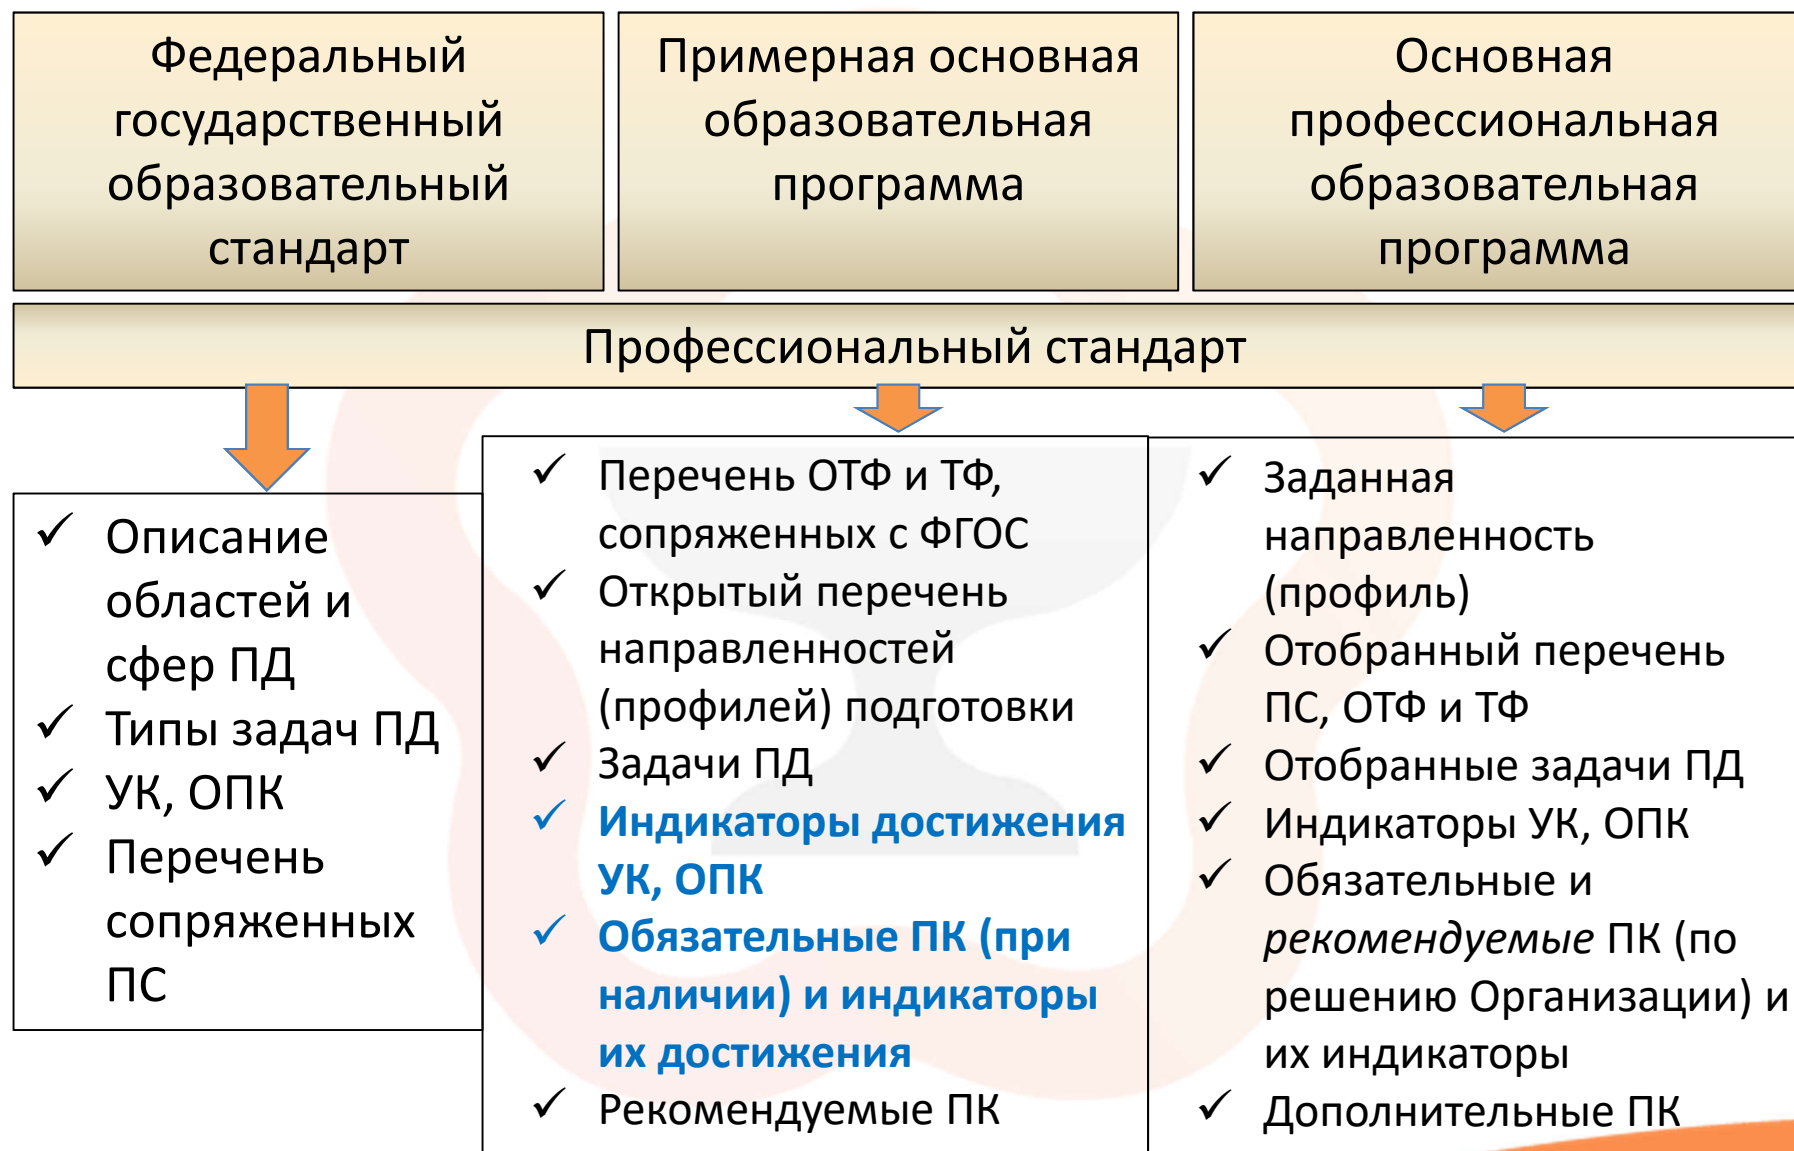 Федеральный
государственный
образовательный
стандарт
Примерная основная
образовательная
программа
Основная
профессиональная
образовательная
программа
Профессиональный стандарт
✓ Описание
областей и
сфер ПД
✓ Типы задач ПД
✓ УК, ОПК
✓ Перечень
сопряженных
ПС
✓ Перечень ОТФ и ТФ,
сопряженных с ФГОС
✓ Открытый перечень
направленностей
(профилей) подготовки
✓ Задачи ПД
✓ Индикаторы достижения
УК, ОПК
✓ Обязательные ПК (при
наличии) и индикаторы
их достижения
✓ Рекомендуемые ПК
✓ Заданная
направленность
(профиль)
✓ Отобранный перечень
ПС, ОТФ и ТФ
✓ Отобранные задачи ПД
✓ Индикаторы УК, ОПК
✓ Обязательные и
рекомендуемые ПК (по
решению Организации) и
их индикаторы
✓ Дополнительные ПК